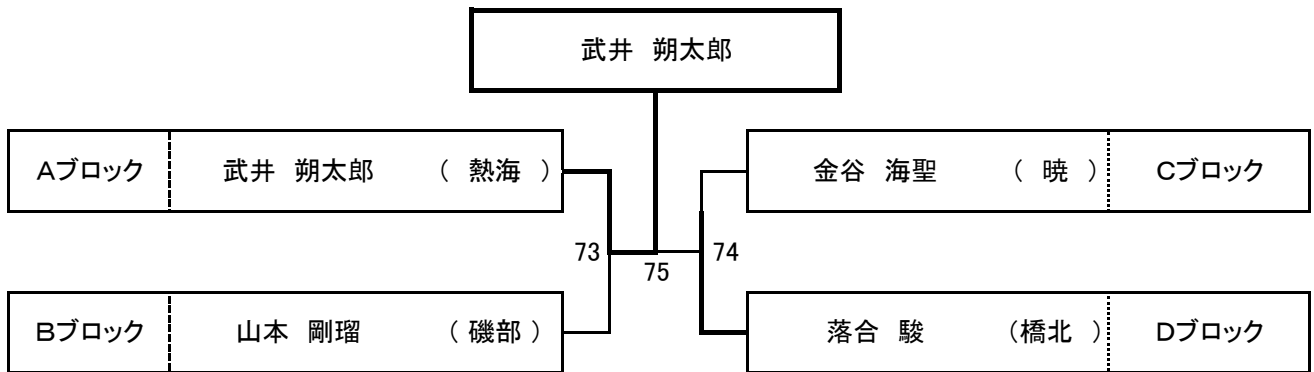 武井 朔太郎
Aブロック 武井 朔太郎 ( 熱海 )
金谷 海聖 ( 暁 ) Cブロック
73
75
74
Bブロック 山本 剛瑠 ( 磯部 )
落合 駿 (橋北 ) Dブロック